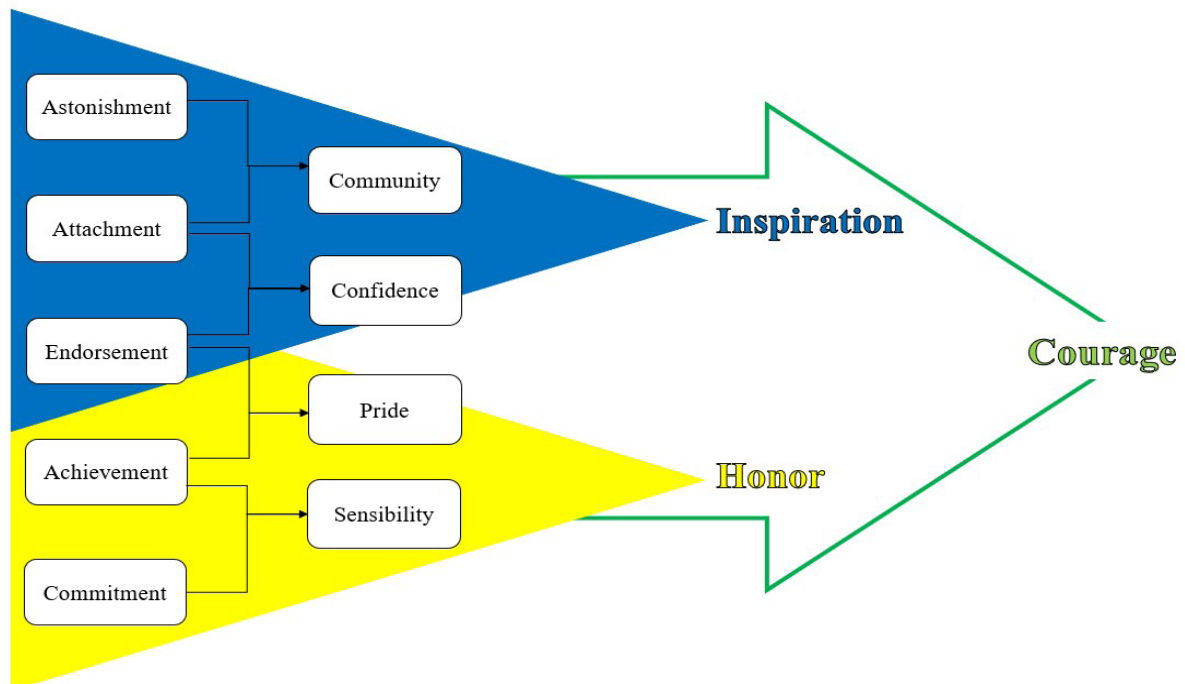 Astonishment
Attachment
Endorsement
Achievement
Commitment
Community
Confidence
Pride
Sensibility
Inspiration
Honor
Courage